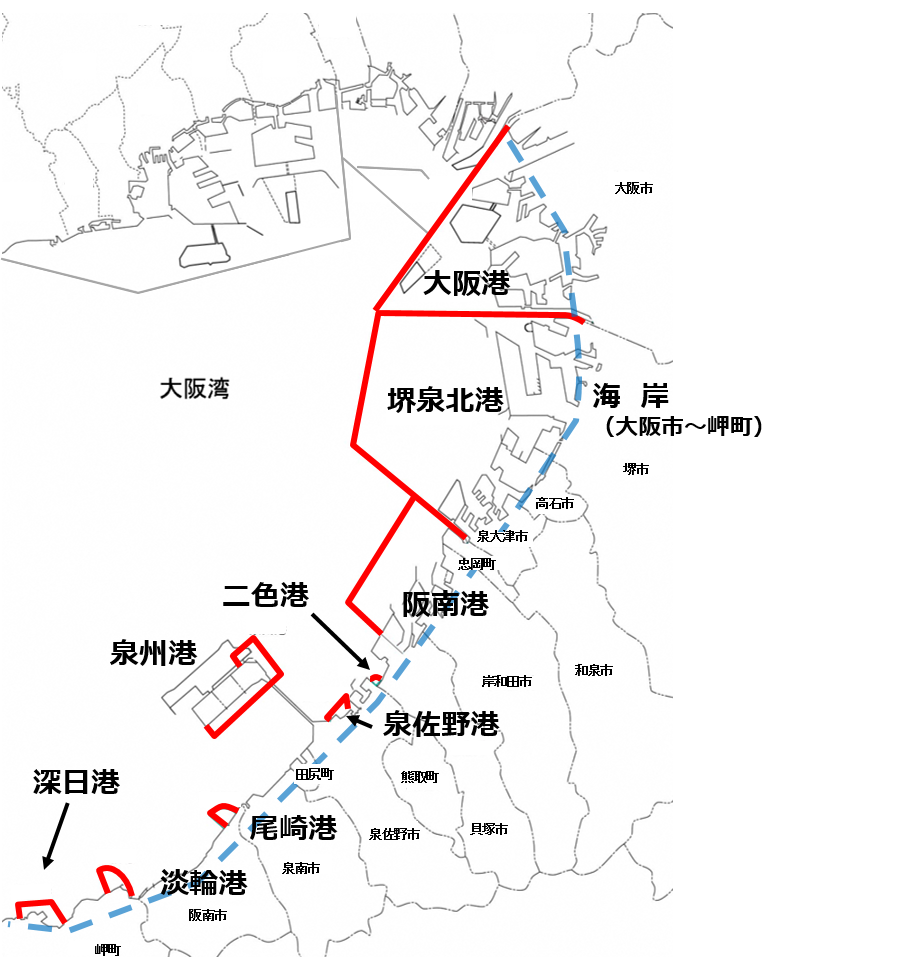 大阪市
大阪港
大阪湾
堺泉北港
海 岸
（大阪市～岬町）
堺市
高石市
泉大津市
忠岡町
二色港
阪南港
泉州港
和泉市
岸和田市
泉佐野港
田尻町
熊取町
深日港
尾崎港
貝塚市
泉佐野市
泉南市
淡輪港
阪南市
岬町